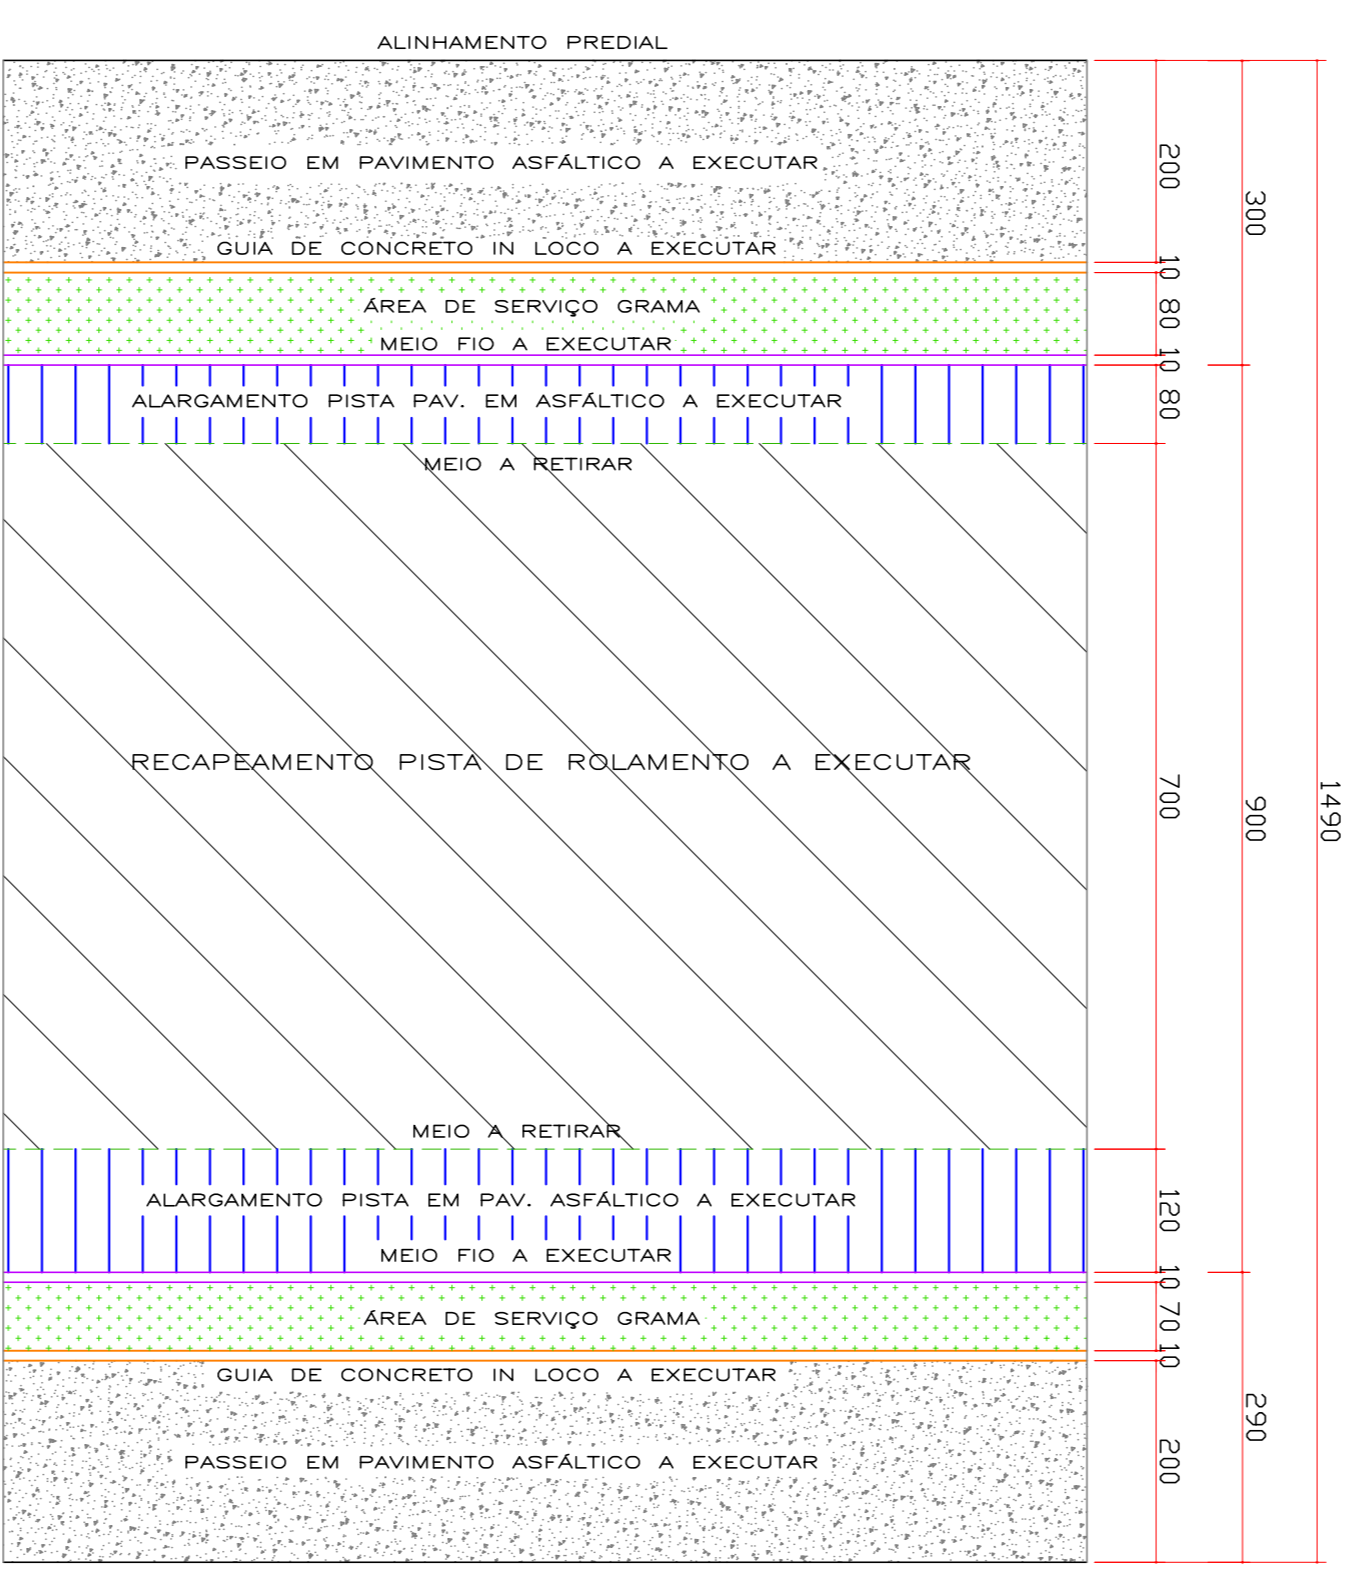 ALINHAMENTO PREDIAL
PASSEIO EM PAVIMENTO ASFÁLTICO A EXECUTAR
200
300
GUIA DE CONCRETO IN LOCO A EXECUTAR
10
ÁREA DE SERVIÇO GRAMA
80
MEIO FIO A EXECUTAR
10
ALARGAMENTO PISTA PAV. EM ASFÁLTICO A EXECUTAR
80
MEIO A RETIRAR
RECAPEAMENTO PISTA DE ROLAMENTO A EXECUTAR
700
900
1490
MEIO A RETIRAR
ALARGAMENTO PISTA EM PAV. ASFÁLTICO A EXECUTAR
120
MEIO FIO A EXECUTAR
10
ÁREA DE SERVIÇO GRAMA
70
10
GUIA DE CONCRETO IN LOCO A EXECUTAR
290
PASSEIO EM PAVIMENTO ASFÁLTICO A EXECUTAR
200